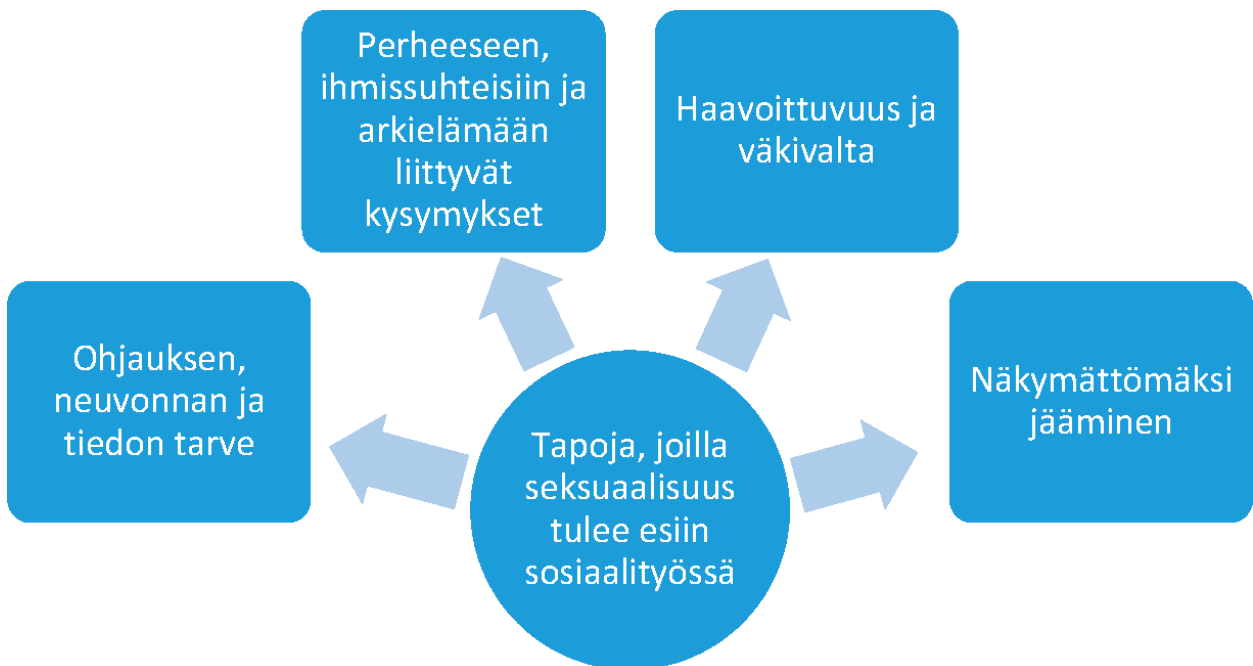 Perheeseen,
ihmissuhteisiin ja
arkielämään
liittyvät
kysymykset
Haavoittuvuus ja
väkivalta
Ohjauksen,
neuvonnan ja
tiedon tarve
Näkymättömäksi
jääminen
Tapoja, joilla
seksuaalisuus
tulee esiin
sosiaalityössä